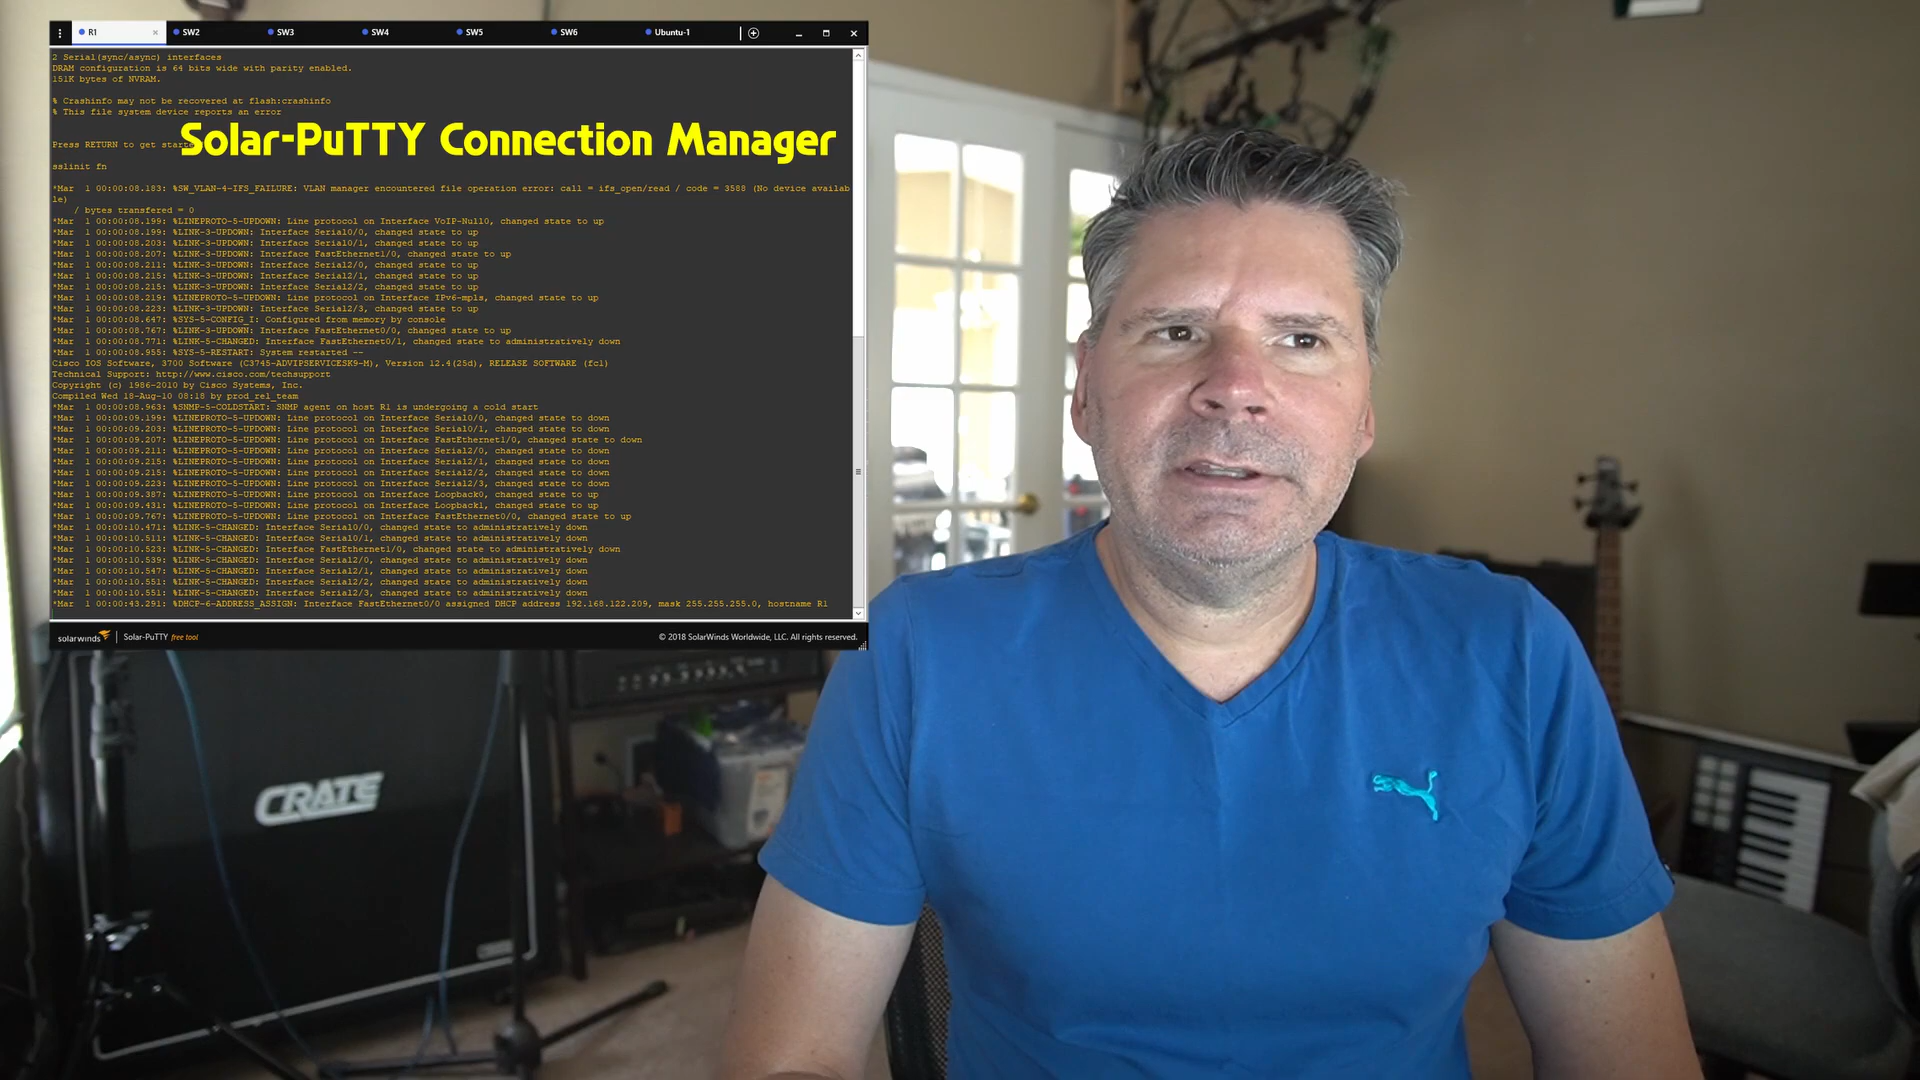 R1
SW2
SW3
SW4
SW5
SW6
Ubuntu-1
2 Serial(sync/async) interfaces
DRAM configuration is 64 bits wide with parity enabled.
151K bytes of NVRAM.
% Crashinfo may not be recovered at flash:crashinfo
% This file system device reports an error
Solar-PuTTY Connection Manager
Press RETURN to get starte
sslinit fn
*Mar  1 00:00:08.183: %SW_VLAN-4-IFS_FAILURE: VLAN manager encountered file operation error: call = ifs_open/read / code = 3588 (No device availab
le)
/ bytes transfered = 0
*Mar  1 00:00:08.199: %LINEPROTO-5-UPDOWN: Line protocol on Interface VoIP-Null0, changed state to up
*Mar  1 00:00:08.199: %LINK-3-UPDOWN: Interface Serial0/0, changed state to up
*Mar  1 00:00:08.203: %LINK-3-UPDOWN: Interface Serial0/1, changed state to up
*Mar  1 00:00:08.207: %LINK-3-UPDOWN: Interface FastEthernet1/0, changed state to up
*Mar  1 00:00:08.211: %LINK-3-UPDOWN: Interface Serial2/0, changed state to up
*Mar  1 00:00:08.215: %LINK-3-UPDOWN: Interface Serial2/1, changed state to up
*Mar  1 00:00:08.215: %LINK-3-UPDOWN: Interface Serial2/2, changed state to up
*Mar  1 00:00:08.219: %LINEPROTO-5-UPDOWN: Line protocol on Interface IPv6-mpls, changed state to up
*Mar  1 00:00:08.223: %LINK-3-UPDOWN: Interface Serial2/3, changed state to up
*Mar  1 00:00:08.647: %SYS-5-CONFIG_I: Configured from memory by console
*Mar  1 00:00:08.767: %LINK-3-UPDOWN: Interface FastEthernet0/0, changed state to up
*Mar  1 00:00:08.771: %LINK-5-CHANGED: Interface FastEthernet0/1, changed state to administratively down
*Mar  1 00:00:08.955: %SYS-5-RESTART: System restarted --
Cisco IOS Software, 3700 Software (C3745-ADVIPSERVICESK9-M), Version 12.4(25d), RELEASE SOFTWARE (fc1)
Technical Support: http://www.cisco.com/techsupport
Copyright (c) 1986-2010 by Cisco Systems, Inc.
Compiled Wed 18-Aug-10 08:18 by prod_rel_team
*Mar  1 00:00:08.963: %SNMP-5-COLDSTART: SNMP agent on host R1 is undergoing a cold start
*Mar  1 00:00:09.199: %LINEPROTO-5-UPDOWN: Line protocol on Interface Serial0/0, changed state to down
*Mar  1 00:00:09.203: %LINEPROTO-5-UPDOWN: Line protocol on Interface Serial0/1, changed state to down
*Mar  1 00:00:09.207: %LINEPROTO-5-UPDOWN: Line protocol on Interface FastEthernet1/0, changed state to down
*Mar  1 00:00:09.211: %LINEPROTO-5-UPDOWN: Line protocol on Interface Serial2/0, changed state to down
*Mar  1 00:00:09.215: %LINEPROTO-5-UPDOWN: Line protocol on Interface Serial2/1, changed state to down
*Mar  1 00:00:09.215: %LINEPROTO-5-UPDOWN: Line protocol on Interface Serial2/2, changed state to down
*Mar  1 00:00:09.223: %LINEPROTO-5-UPDOWN: Line protocol on Interface Serial2/3, changed state to down
*Mar  1 00:00:09.387: %LINEPROTO-5-UPDOWN: Line protocol on Interface Loopback0, changed state to up
*Mar  1 00:00:09.431: %LINEPROTO-5-UPDOWN: Line protocol on Interface Loopback1, changed state to up
*Mar  1 00:00:09.767: %LINEPROTO-5-UPDOWN: Line protocol on Interface FastEthernet0/0, changed state to up
*Mar  1 00:00:10.471: %LINK-5-CHANGED: Interface Serial0/0, changed state to administratively down
*Mar  1 00:00:10.511: %LINK-5-CHANGED: Interface Serial0/1, changed state to administratively down
*Mar  1 00:00:10.523: %LINK-5-CHANGED: Interface FastEthernet1/0, changed state to administratively down
*Mar  1 00:00:10.539: %LINK-5-CHANGED: Interface Serial2/0, changed state to administratively down
*Mar  1 00:00:10.547: %LINK-5-CHANGED: Interface Serial2/1, changed state to administratively down
*Mar  1 00:00:10.551: %LINK-5-CHANGED: Interface Serial2/2, changed state to administratively down
*Mar  1 00:00:10.551: %LINK-5-CHANGED: Interface Serial2/3, changed state to administratively down
*Mar  1 00:00:43.291: %DHCP-6-ADDRESS_ASSIGN: Interface FastEthernet0/0 assigned DHCP address 192.168.122.209, mask 255.255.255.0, hostname R1
solarwinds | Solar-PuTTY free tool
© 2018 SolarWinds Worldwide, LLC. All rights reserved.
CRATE